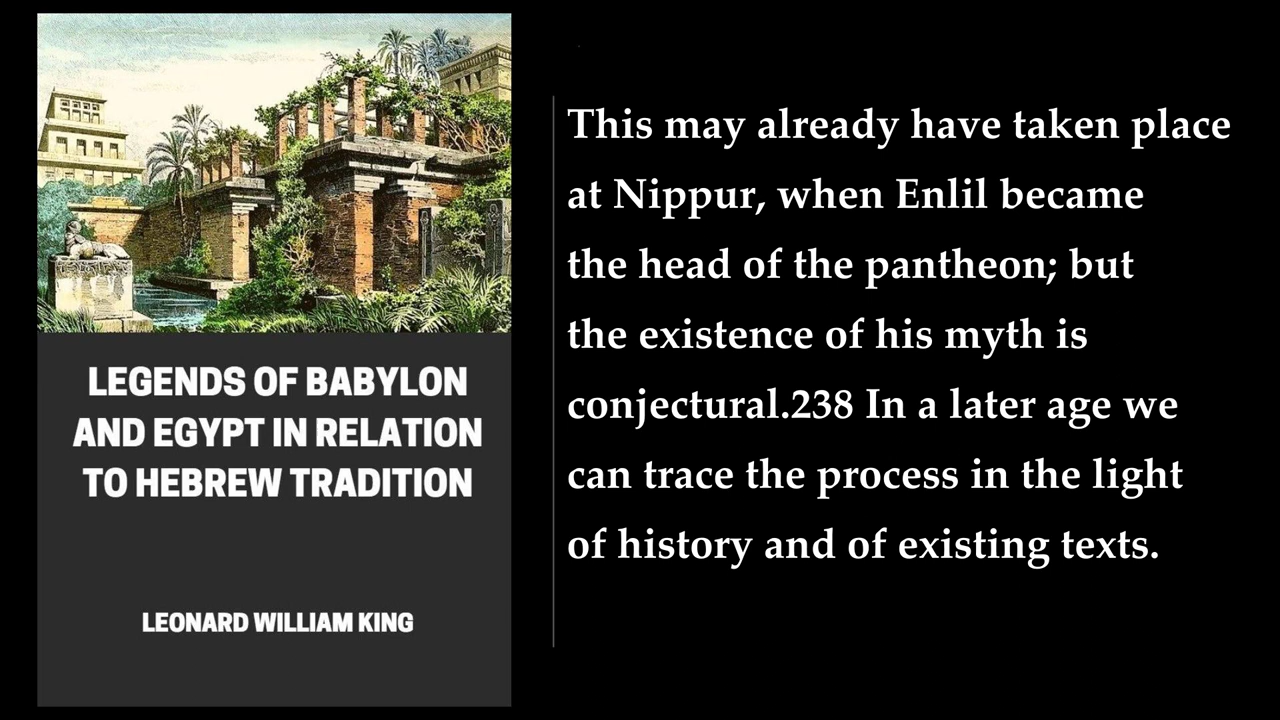 LEGENDS OF BABYLON
AND EGYPT IN RELATION
TO HEBREW TRADITION
LEONARD WILLIAM KING
This may already have taken place
at Nippur, when Enlil became
the head of the pantheon; but
the existence of his myth is
conjectural.238 In a later age we
can trace the process in the light
of history and of existing texts.